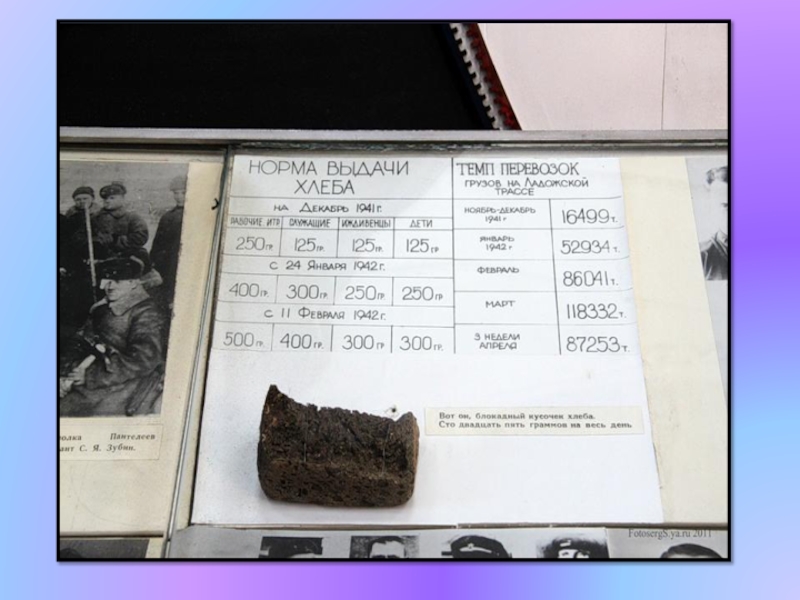 НОРМА ВЫДАЧИ
ХЛЕБА
НА ДЕКАБРЬ 1941 г.
РАБОЧИЕ ИТР СЛУЖАЩИЕ ИЖДИВЕНЦЫ ДЕТИ
250 ГР. 125 ГР. 125 ГР. 125 ГР
С 24 ЯНВАРЯ 1942 г.
400 ГР. 300 ГР 250 ГР 250 ГР
С 11 ФЕВРАЛЯ 1942 г.
500 ГР. 400 ГР. 300 ГР 300 ГР.
ТЕМП ПЕРЕВОЗОК
ГРУЗОВ НА ЛАДОЖСКОЙ
ТРАССЕ
НОЯБРЬ-ДЕКАБРЬ
1941 г
16499 т.
ЯНВАРЬ
1942 г
52934 т.
ФЕВРАЛЬ
86041 т.
МАРТ
118332 т.
3 НЕДЕЛИ
АПРЕЛЯ
87253 т.
Вот он, блокадный кусочек хлеба.
Сто двадцать пять граммов на весь день
Пантелеев
С. Я. Зубин.
FotosergS.ya.ru 2011